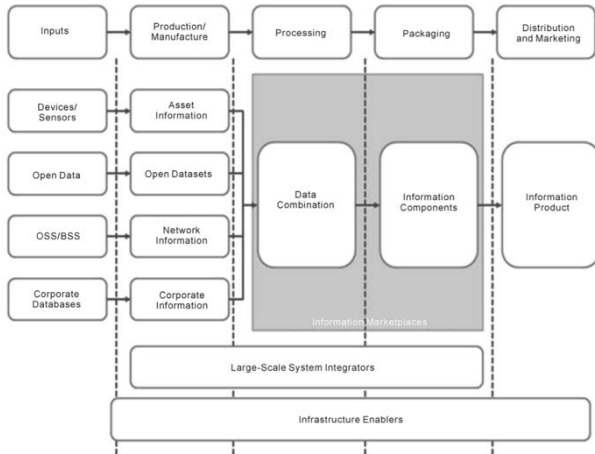 Inputs
Production/
Manufacture
Processing
Packaging
Distribution
and Marketing
Devices/
Sensors
Asset
Information
Open Data
Open Datasets
Data
Combination
Information
Components
Information
Product
OSS/BSS
Network
Information
Corporate
Databases
Corporate
Information
Information Marketplaces
Large-Scale System Integrators
Infrastructure Enablers